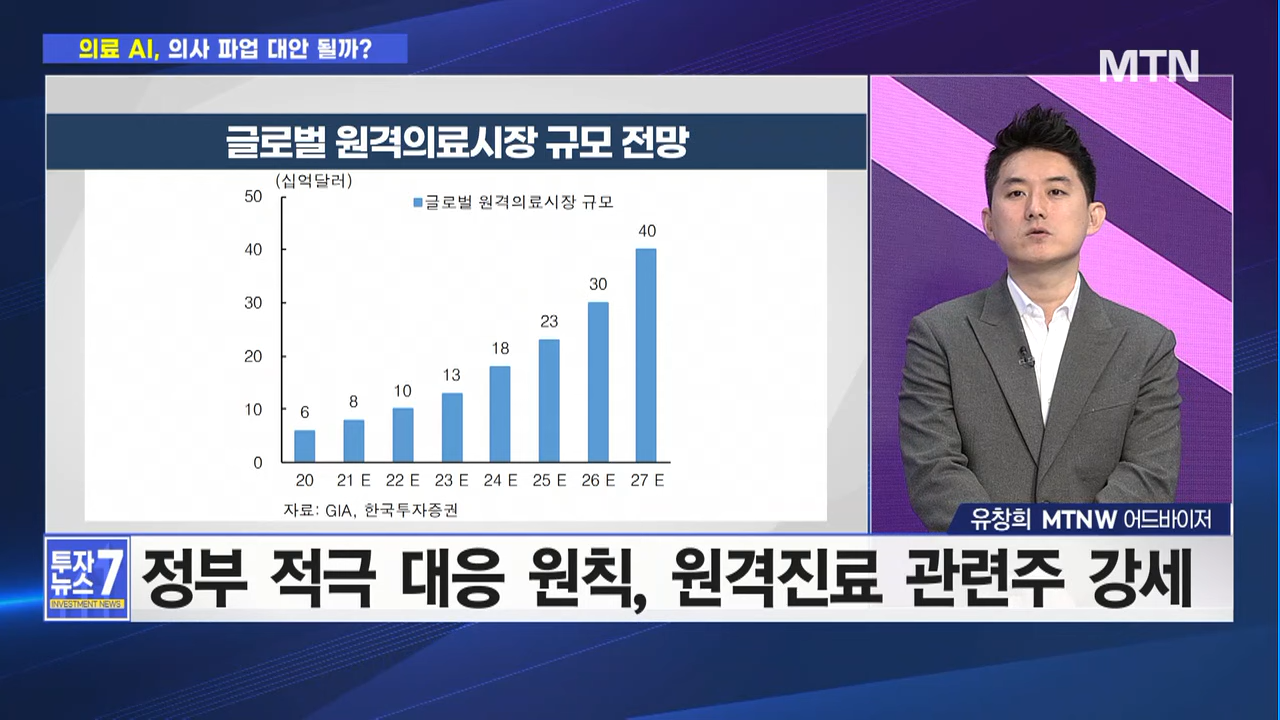 의료 AI, 의사 파업 대안 될까?
MTN
글로벌 원격의료시장 규모 전망
(십억달러)
글로벌 원격의료시장 규모
50
40
30
20
10
0
6
8
10
13
18
23
30
40
20
21 E
22 E
23 E
24 E
25 E
26 E
27 E
자료: GIA, 한국투자증권
유창희 MTNW 어드바이저
투자
뉴스 7
INVESTMENT NEWS
정부 적극 대응 원칙, 원격진료 관련주 강세